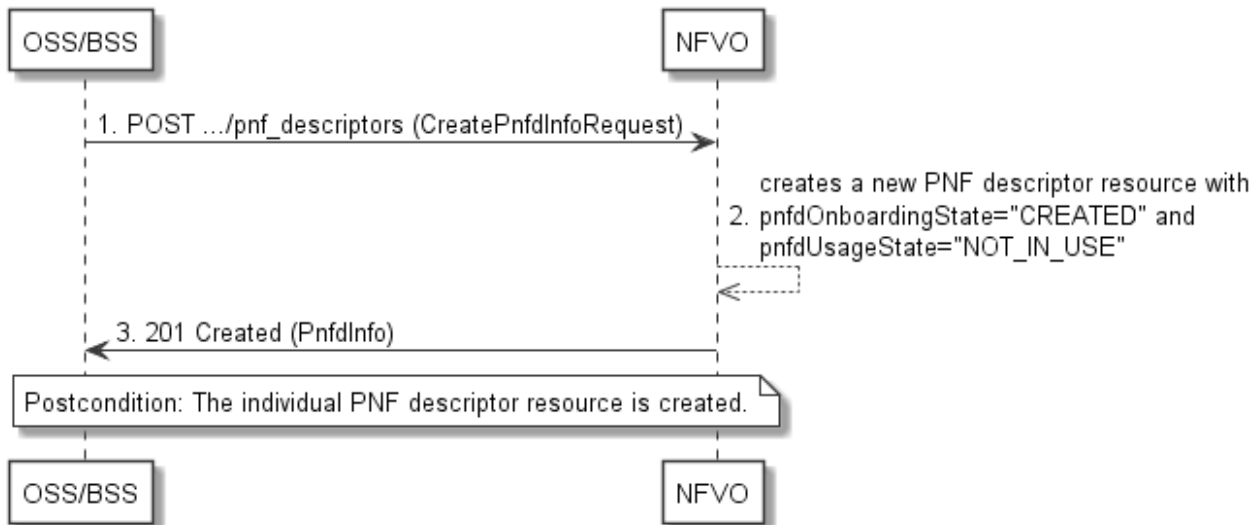 OSS/BSS
NFVO
1. POST .../pnf_descriptors (CreatePnfdInfoRequest)
creates a new PNF descriptor resource with
2. pnfdOnboardingState="CREATED" and
pnfdUsageState="NOT_IN_USE"
3. 201 Created (PnfdInfo)
Postcondition: The individual PNF descriptor resource is created.
OSS/BSS
NFVO